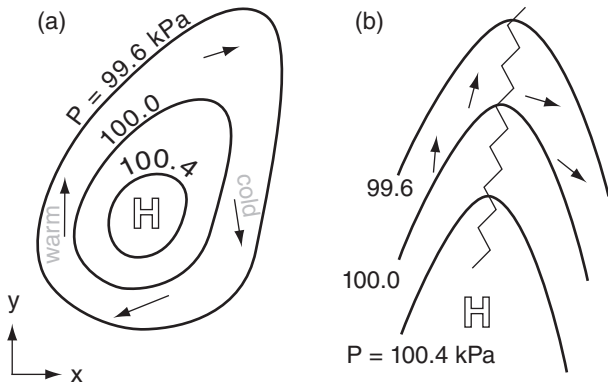 (a)
P = 99.6 kPa
100.0
100.4
H
warm
cold
y
x
(b)
99.6
100.0
H
P = 100.4 kPa